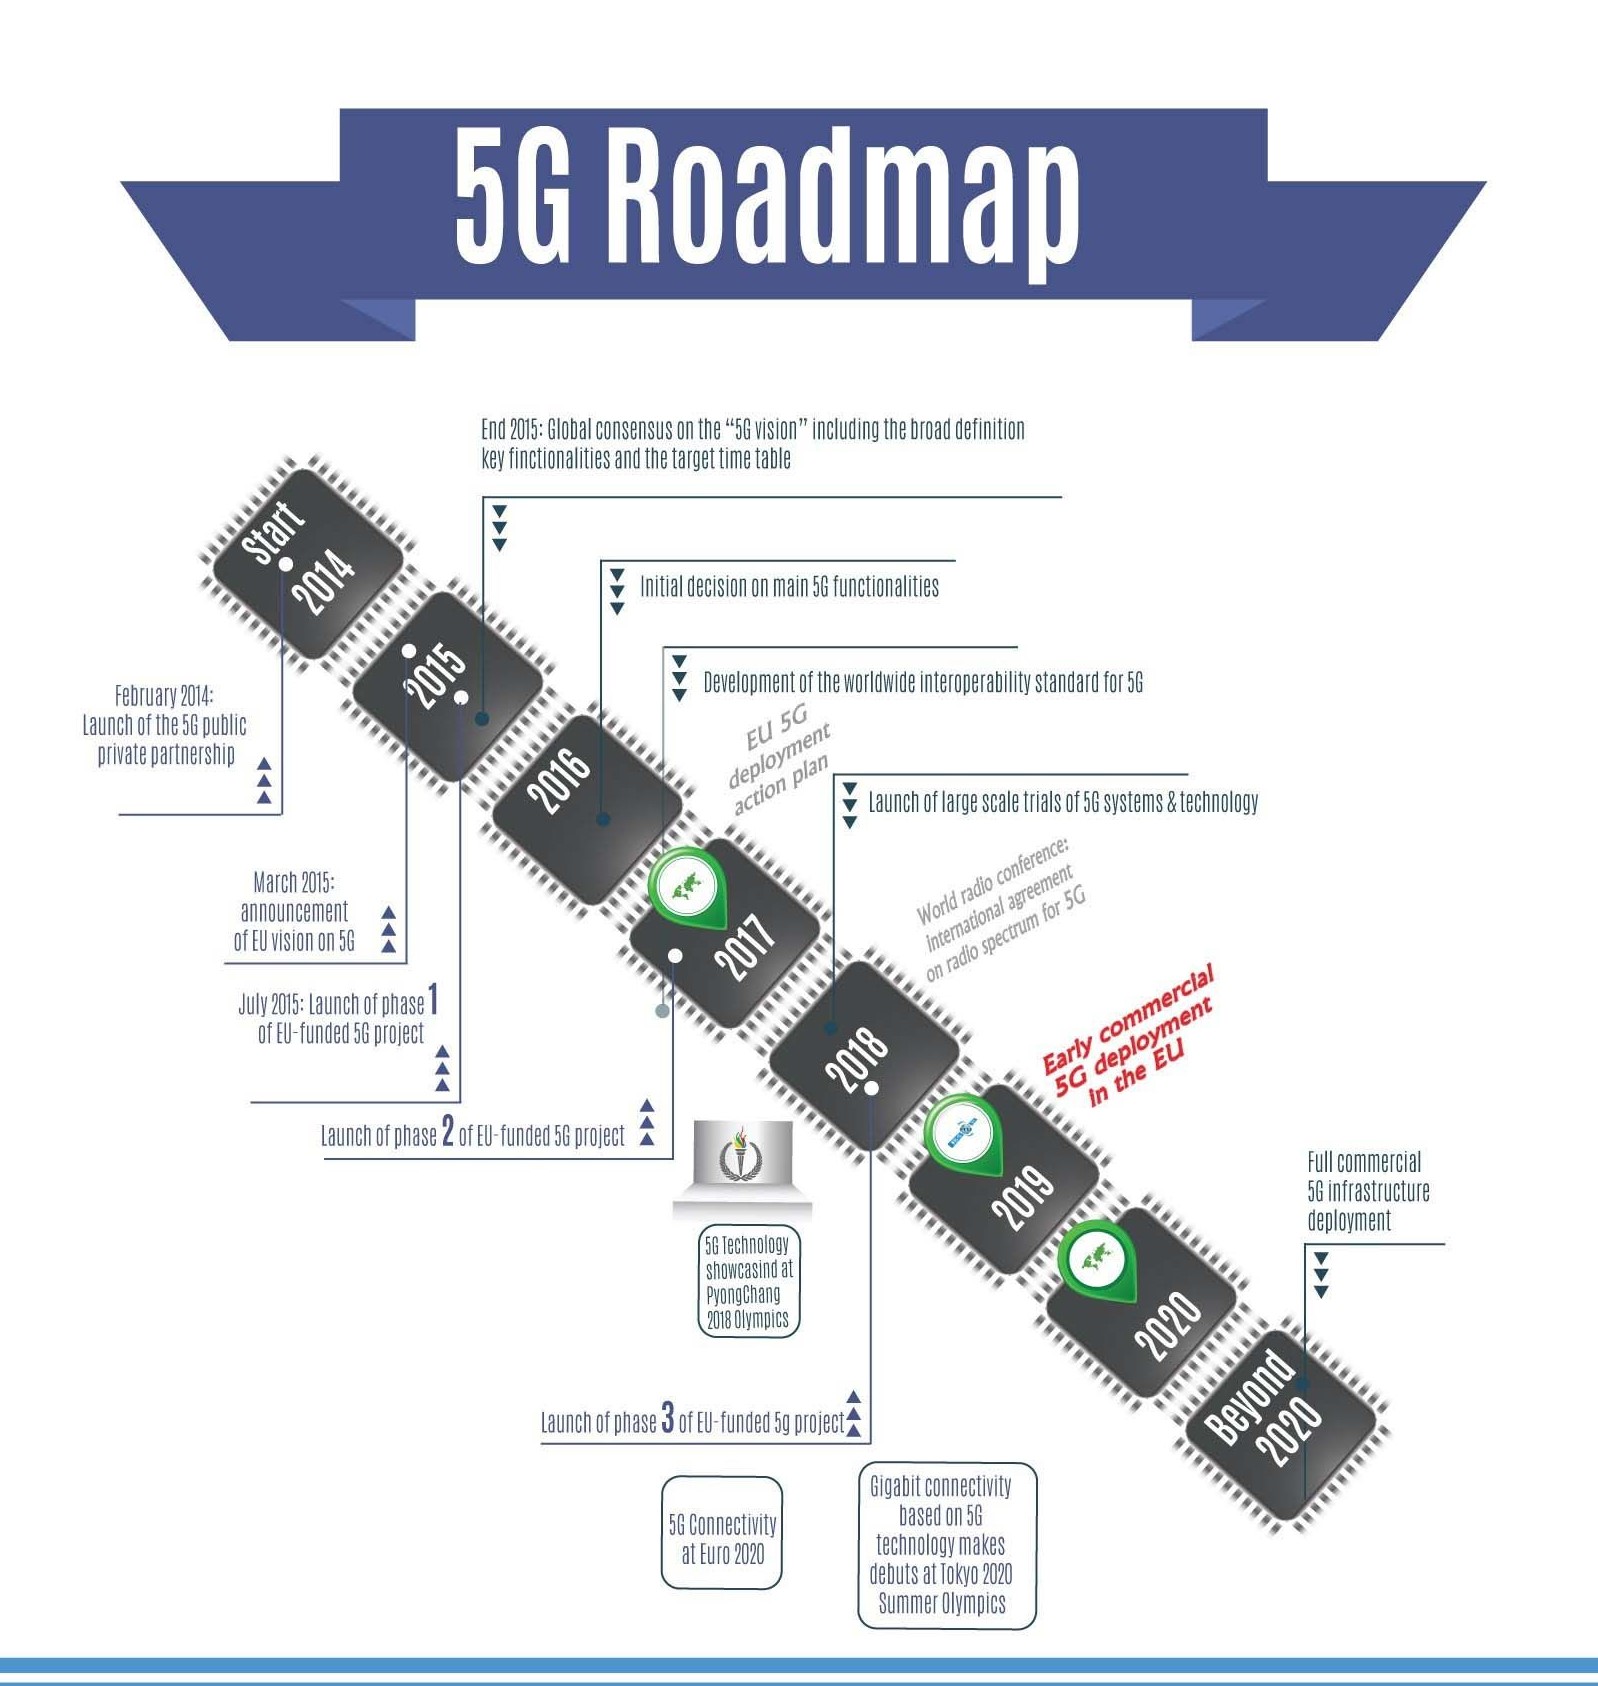 5G Roadmap
End 2015: Global consensus on the “5G vision” including the broad definition
key finctionalities and the target time table
Start
2014
Initial decision on main 5G functionalities
2015
Development of the worldwide interoperability standard for 5G
February 2014:
Launch of the 5G public
private partnership
EU 5G
deployment
action plan
2016
Launch of large scale trials of 5G systems & technology
March 2015:
announcement
of EU vision on 5G
World radio conference:
international agreement
on radio spectrum for 5G
2017
July 2015: Launch of phase 1
of EU-funded 5G project
Early commercial
5G deployment
in the EU
2018
Launch of phase 2 of EU-funded 5G project
Full commercial
5G infrastructure
deployment
2019
5G Technology
showcasind at
PyongChang
2018 Olympics
2020
Beyond
2020
Launch of phase 3 of EU-funded 5g project
5G Connectivity
at Euro 2020
Gigabit connectivity
based on 5G
technology makes
debuts at Tokyo 2020
Summer Olympics